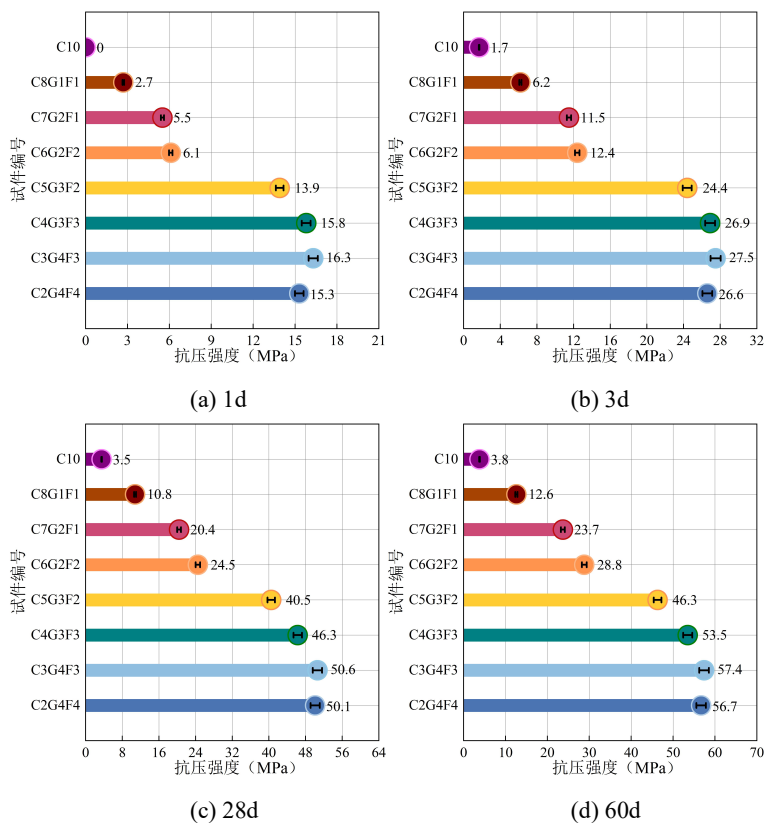 C10
0
C8G1F1
2.7
C7G2F1
5.5
C6G2F2
6.1
C5G3F2
13.9
C4G3F3
15.8
C3G4F3
16.3
C2G4F4
15.3
试件编号
0 3 6 9 12 15 18 21
抗压强度（MPa）
(a) 1d
C10
1.7
C8G1F1
6.2
C7G2F1
11.5
C6G2F2
12.4
C5G3F2
24.4
C4G3F3
26.9
C3G4F3
27.5
C2G4F4
26.6
试件编号
0 4 8 12 16 20 24 28 32
抗压强度（MPa）
(b) 3d
C10
3.5
C8G1F1
10.8
C7G2F1
20.4
C6G2F2
24.5
C5G3F2
40.5
C4G3F3
46.3
C3G4F3
50.6
C2G4F4
50.1
试件编号
0 8 16 24 32 40 48 56 64
抗压强度（MPa）
(c) 28d
C10
3.8
C8G1F1
12.6
C7G2F1
23.7
C6G2F2
28.8
C5G3F2
46.3
C4G3F3
53.5
C3G4F3
57.4
C2G4F4
56.7
试件编号
0 10 20 30 40 50 60 70
抗压强度（MPa）
(d) 60d